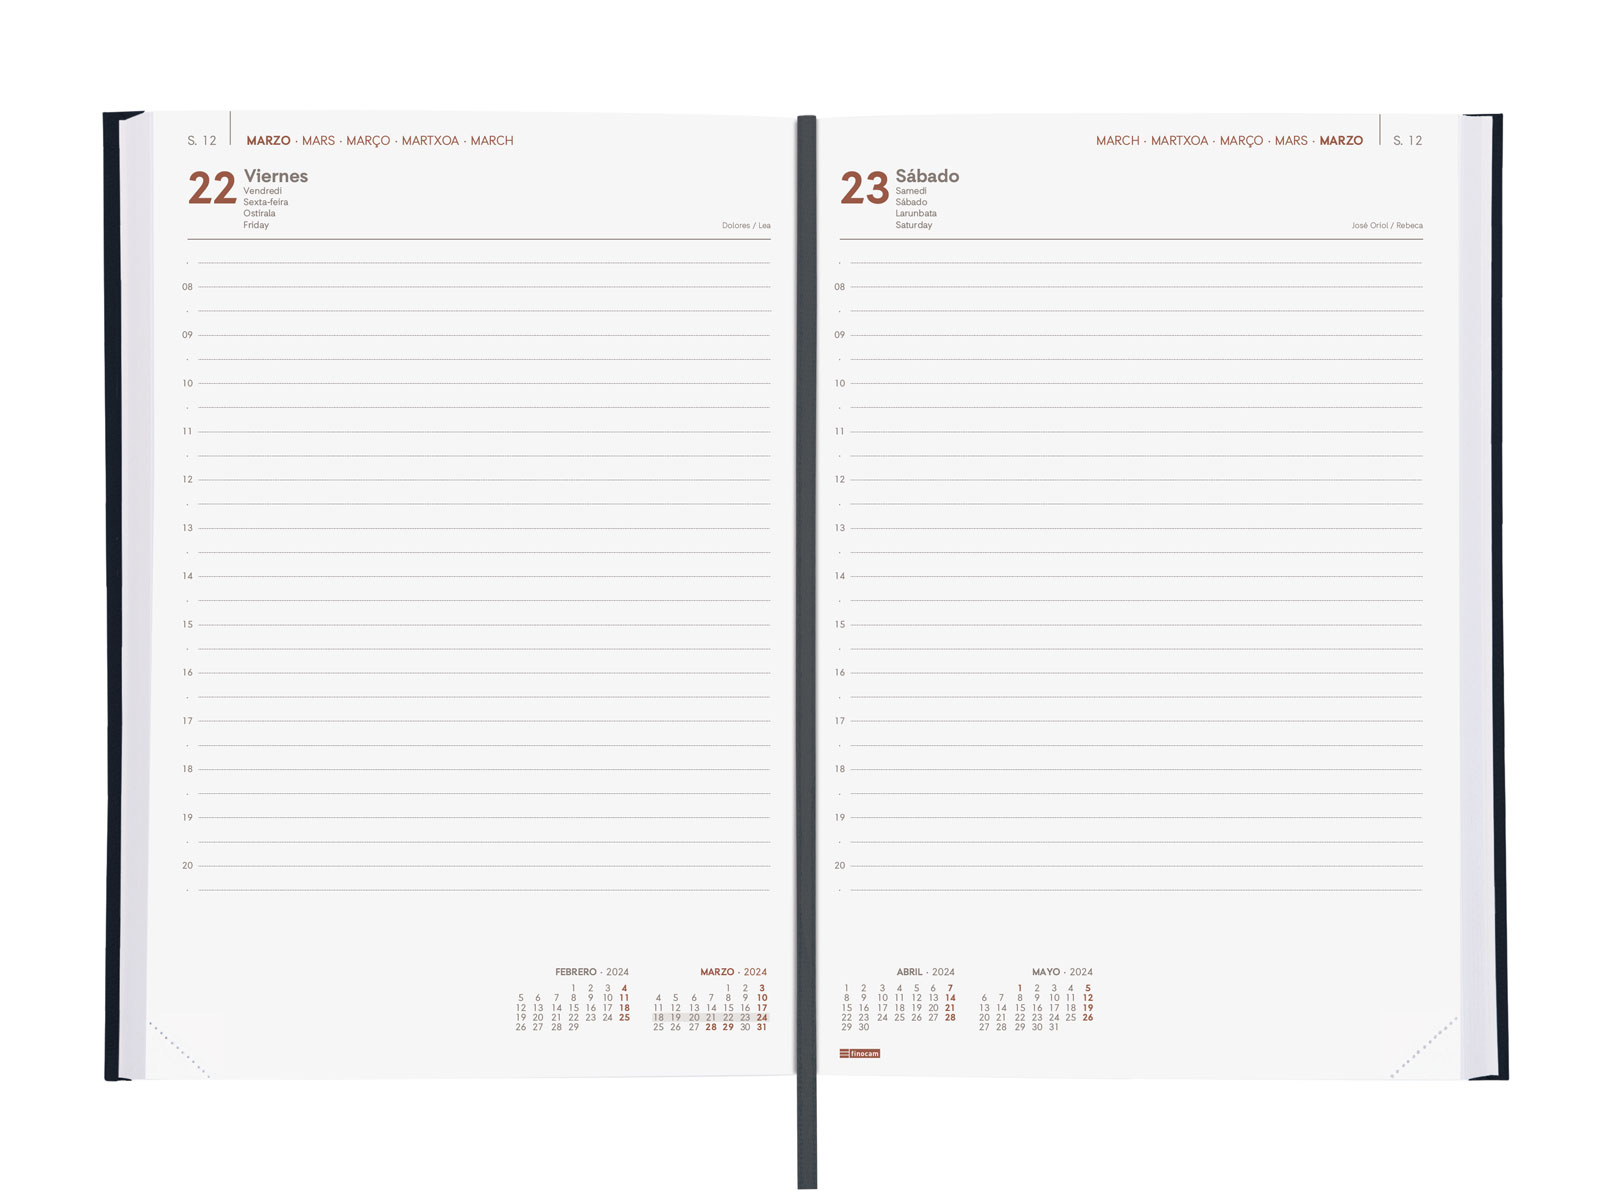 S. 12 MARZO · MARS · MARÇO · MARTXOA · MARCH
22 Viernes
Vendredi
Sexta-feira
Ostirala
Friday
Dolores / Lea
08
09
10
11
12
13
14
15
16
17
18
19
20
FEBRERO · 2024
1 2 3 4
5 6 7 8 9 10 11
12 13 14 15 16 17 18
19 20 21 22 23 24 25
26 27 28 29
MARZO · 2024
1 2 3
4 5 6 7 8 9 10
11 12 13 14 15 16 17
18 19 20 21 22 23 24
25 26 27 28 29 30 31
MARCH · MARTXOA · MARÇO · MARS · MARZO S. 12
23 Sábado
Samedi
Sábado
Larunbata
Saturday
José Oriol / Rebeca
08
09
10
11
12
13
14
15
16
17
18
19
20
ABRIL · 2024
1 2 3 4 5 6 7
8 9 10 11 12 13 14
15 16 17 18 19 20 21
22 23 24 25 26 27 28
29 30
MAYO · 2024
1 2 3 4 5
6 7 8 9 10 11 12
13 14 15 16 17 18 19
20 21 22 23 24 25 26
27 28 29 30 31
finocam